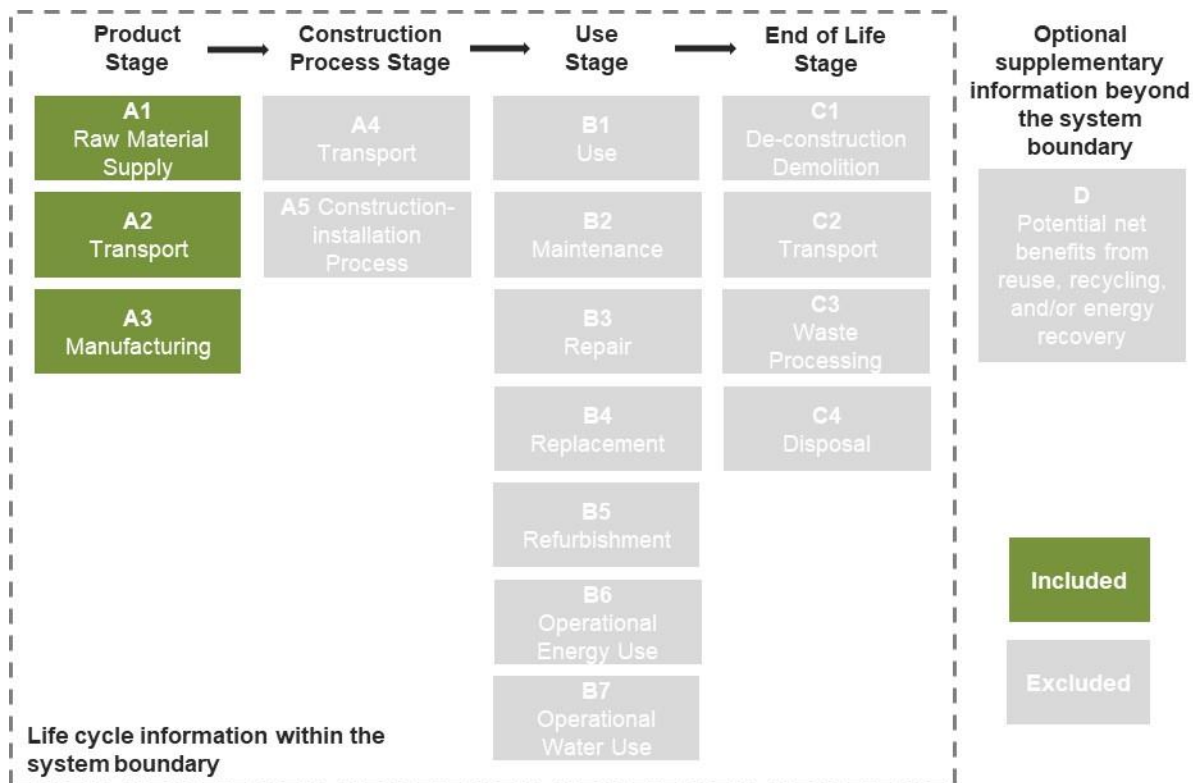 Product
Stage
Construction
Process Stage
Use
Stage
End of Life
Stage
Optional
supplementary
information beyond
the system
boundary
A1
Raw Material
Supply
A2
Transport
A3
Manufacturing
A4
Transport
A5 Construction-
installation
Process
B1
Use
B2
Maintenance
B3
Repair
B4
Replacement
B5
Refurbishment
B6
Operational
Energy Use
B7
Operational
Water Use
C1
De-construction
Demolition
C2
Transport
C3
Waste
Processing
C4
Disposal
D
Potential net
benefits from
reuse, recycling,
and/or energy
recovery
Included
Excluded
Life cycle information within the
system boundary